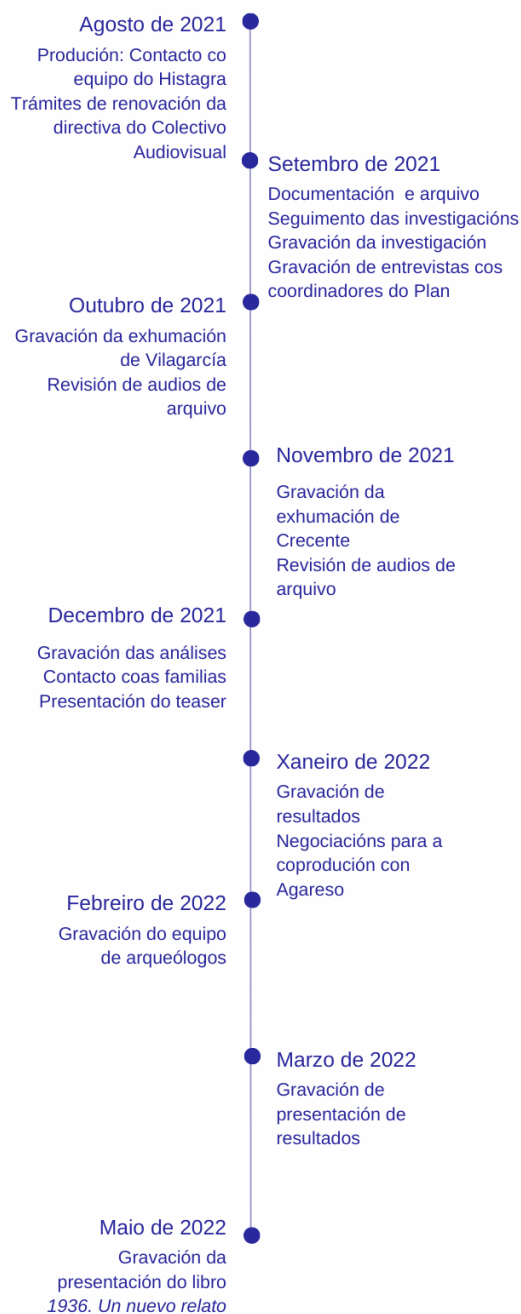 Agosto de 2021
Produción: Contacto co
equipo do Histagra
Trámites de renovación da
directiva do Colectivo
Audiovisual
Setembro de 2021
Documentación e arquivo
Seguimento das investigacións
Gravación da investigación
Gravación de entrevistas cos
coordinadores do Plan
Outubro de 2021
Gravación da exhumación
de Vilagarcía
Revisión de audios de
arquivo
Novembro de 2021
Gravación da
exhumación de
Crecente
Revisión de audios de
arquivo
Decembro de 2021
Gravación das análises
Contacto coas familias
Presentación do teaser
Xaneiro de 2022
Gravación de
resultados
Negociacións para a
coprodución con
Agareso
Febreiro de 2022
Gravación do equipo
de arqueólogos
Marzo de 2022
Gravación de
presentación de
resultados
Maio de 2022
Gravación da
presentación do libro
1936. Un nuevo relato